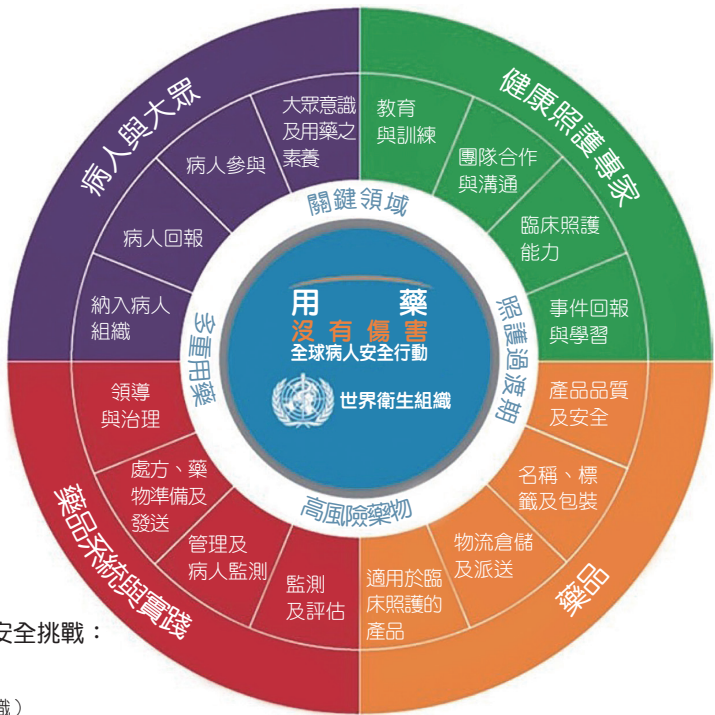 病人與大眾
大眾意識
及用藥之
素養
病人參與
病人回報
納入病人
組織
健康照護專家
教育
與訓練
團隊合作
與溝通
臨床照護
能力
事件回報
與學習
關鍵領域
照護過渡期
高風險藥物
多重用藥
用 藥
沒有傷害
全球病人安全行動
世界衛生組織
藥品系統與實踐
領導
與治理
處方、藥
物準備及
發送
管理及
病人監測
監測
及評估
藥品
產品品質
及安全
名稱、標
籤及包裝
物流倉儲
及派送
適用於臨
床照護的
產品
安全挑戰：
織）